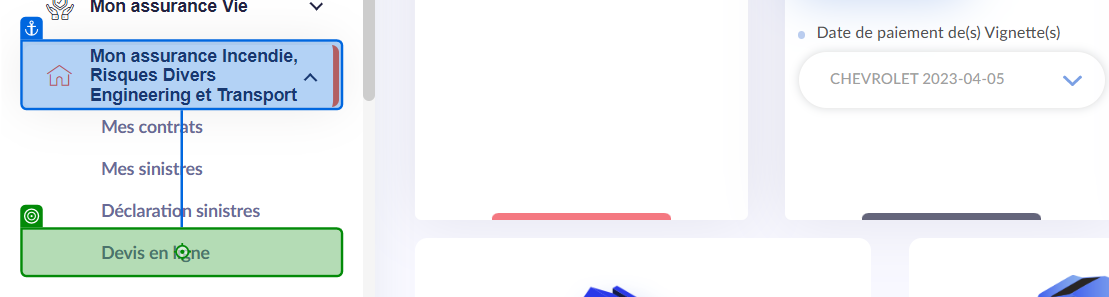 Mon assurance Vie
Mon assurance Incendie,
Risques Divers
Engineering et Transport
Mes contrats
Mes sinistres
Déclaration sinistres
Devis en ligne
Date de paiement de(s) Vignette(s)
CHEVROLET 2023-04-05